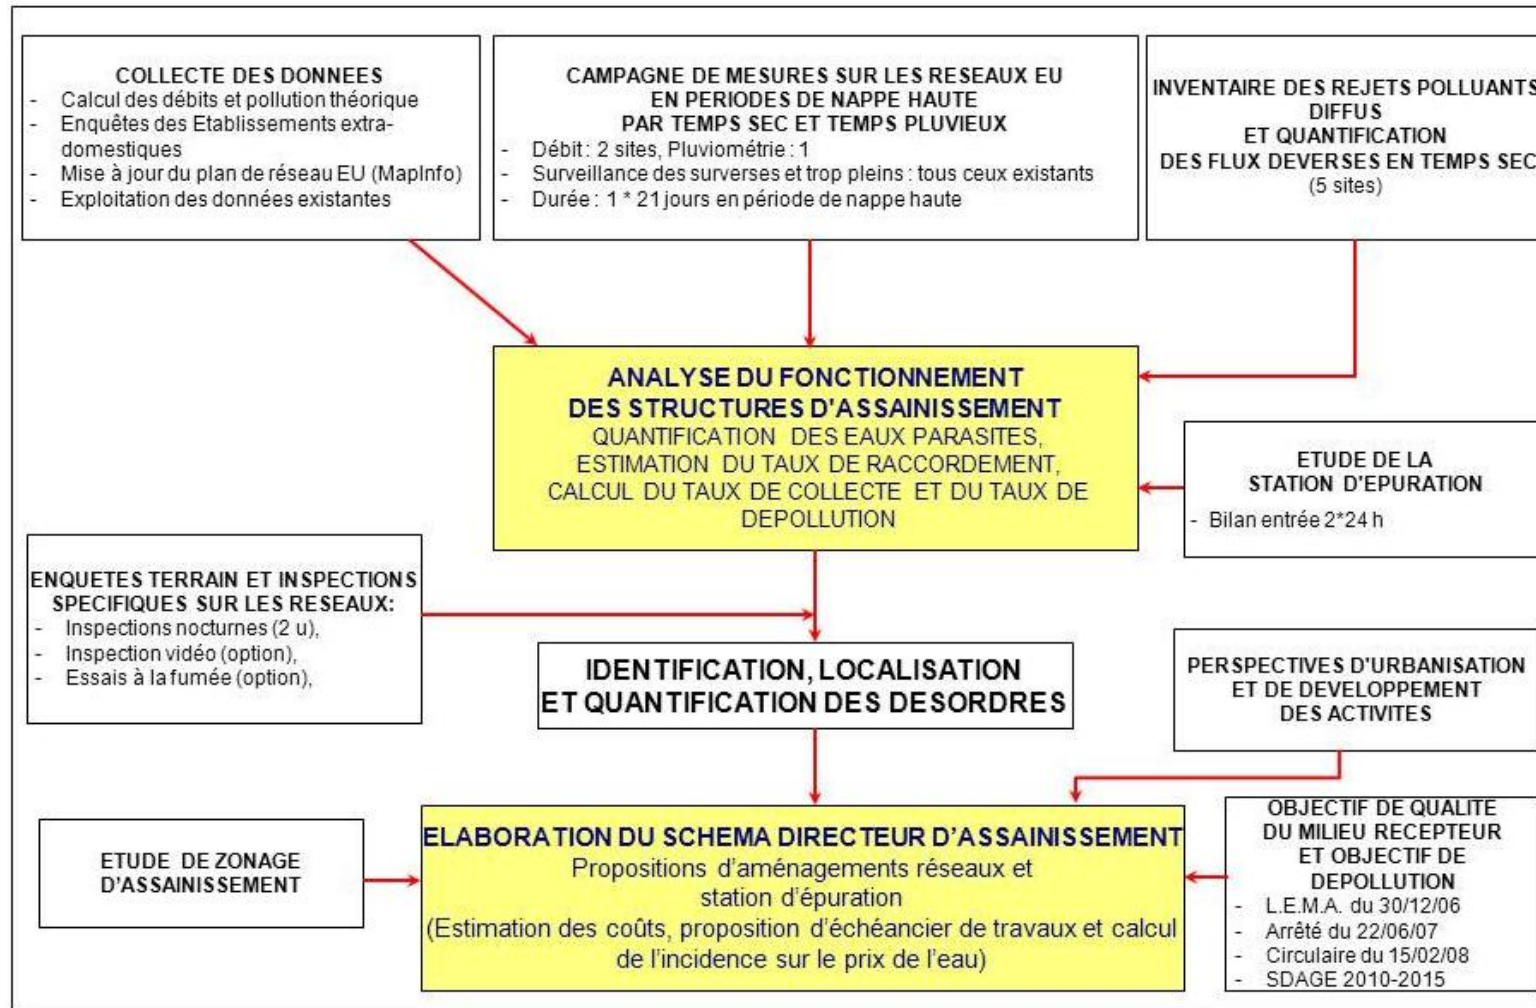 COLLECTE DES DONNEES
- Calcul des débits et pollution théorique
- Enquêtes des Etablissements extra-
domestiques
- Mise à jour du plan de réseau EU (MapInfo)
- Exploitation des données existantes
CAMPAGNE DE MESURES SUR LES RESEAUX EU
EN PERIODES DE NAPPE HAUTE
PAR TEMPS SEC ET TEMPS PLUVIEUX
- Débit : 2 sites, Pluviométrie : 1
- Surveillance des surverses et trop pleins : tous ceux existants
- Durée : 1 * 21 jours en période de nappe haute
INVENTAIRE DES REJETS POLLUANTS
DIFFUS
ET QUANTIFICATION
DES FLUX DEVERSES EN TEMPS SEC
(5 sites)
ANALYSE DU FONCTIONNEMENT
DES STRUCTURES D'ASSAINISSEMENT
QUANTIFICATION DES EAUX PARASITES,
ESTIMATION DU TAUX DE RACCORDEMENT,
CALCUL DU TAUX DE COLLECTE ET DU TAUX DE
DEPOLLUTION
ETUDE DE LA
STATION D'EPURATION
- Bilan entrée 2*24 h
ENQUETES TERRAIN ET INSPECTIONS
SPECIFIQUES SUR LES RESEAUX:
- Inspections nocturnes (2 u),
- Inspection vidéo (option),
- Essais à la fumée (option),
IDENTIFICATION, LOCALISATION
ET QUANTIFICATION DES DESORDRES
PERSPECTIVES D'URBANISATION
ET DE DEVELOPPEMENT
DES ACTIVITES
ETUDE DE ZONAGE
D'ASSAINISSEMENT
ELABORATION DU SCHEMA DIRECTEUR D'ASSAINISSEMENT
Propositions d'aménagements réseaux et
station d'épuration
(Estimation des coûts, proposition d'échéancier de travaux et calcul
de l'incidence sur le prix de l'eau)
OBJECTIF DE QUALITE
DU MILIEU RECEPTEUR
ET OBJECTIF DE
DEPOLLUTION
- L.E.M.A. du 30/12/06
- Arrêté du 22/06/07
- Circulaire du 15/02/08
- SDAGE 2010-2015